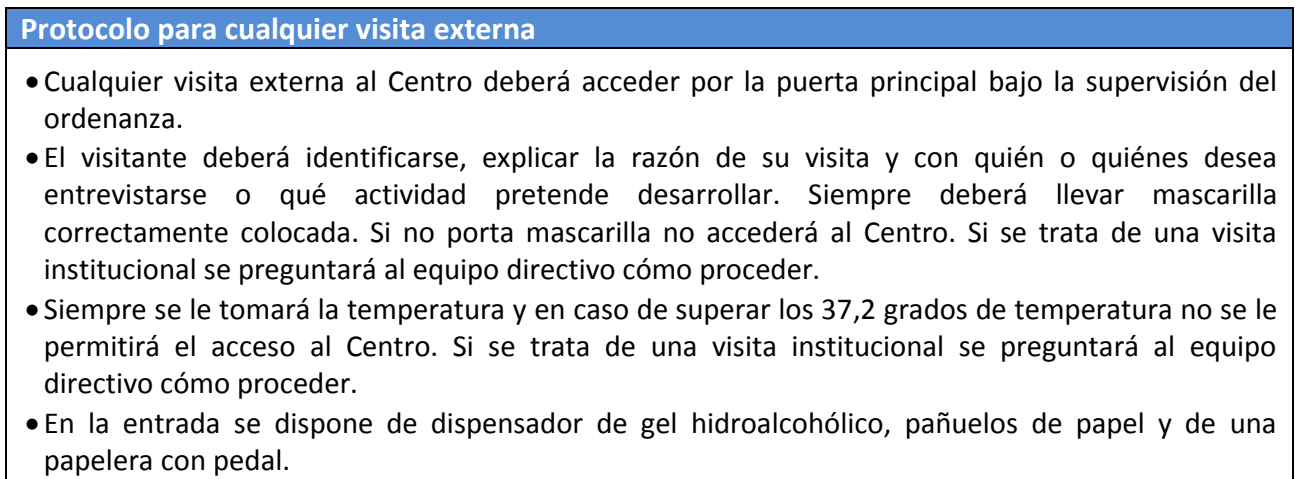 Protocolo para cualquier visita externa
•Cualquier visita externa al Centro deberá acceder por la puerta principal bajo la supervisión del
ordenanza.
•El visitante deberá identificarse, explicar la razón de su visita y con quién o quiénes desea
entrevistarse o qué actividad pretende desarrollar. Siempre deberá llevar mascarilla
correctamente colocada. Si no porta mascarilla no accederá al Centro. Si se trata de una visita
institucional se preguntará al equipo directivo cómo proceder.
•Siempre se le tomará la temperatura y en caso de superar los 37,2 grados de temperatura no se le
permitirá el acceso al Centro. Si se trata de una visita institucional se preguntará al equipo
directivo cómo proceder.
•En la entrada se dispone de dispensador de gel hidroalcohólico, pañuelos de papel y de una
papelera con pedal.